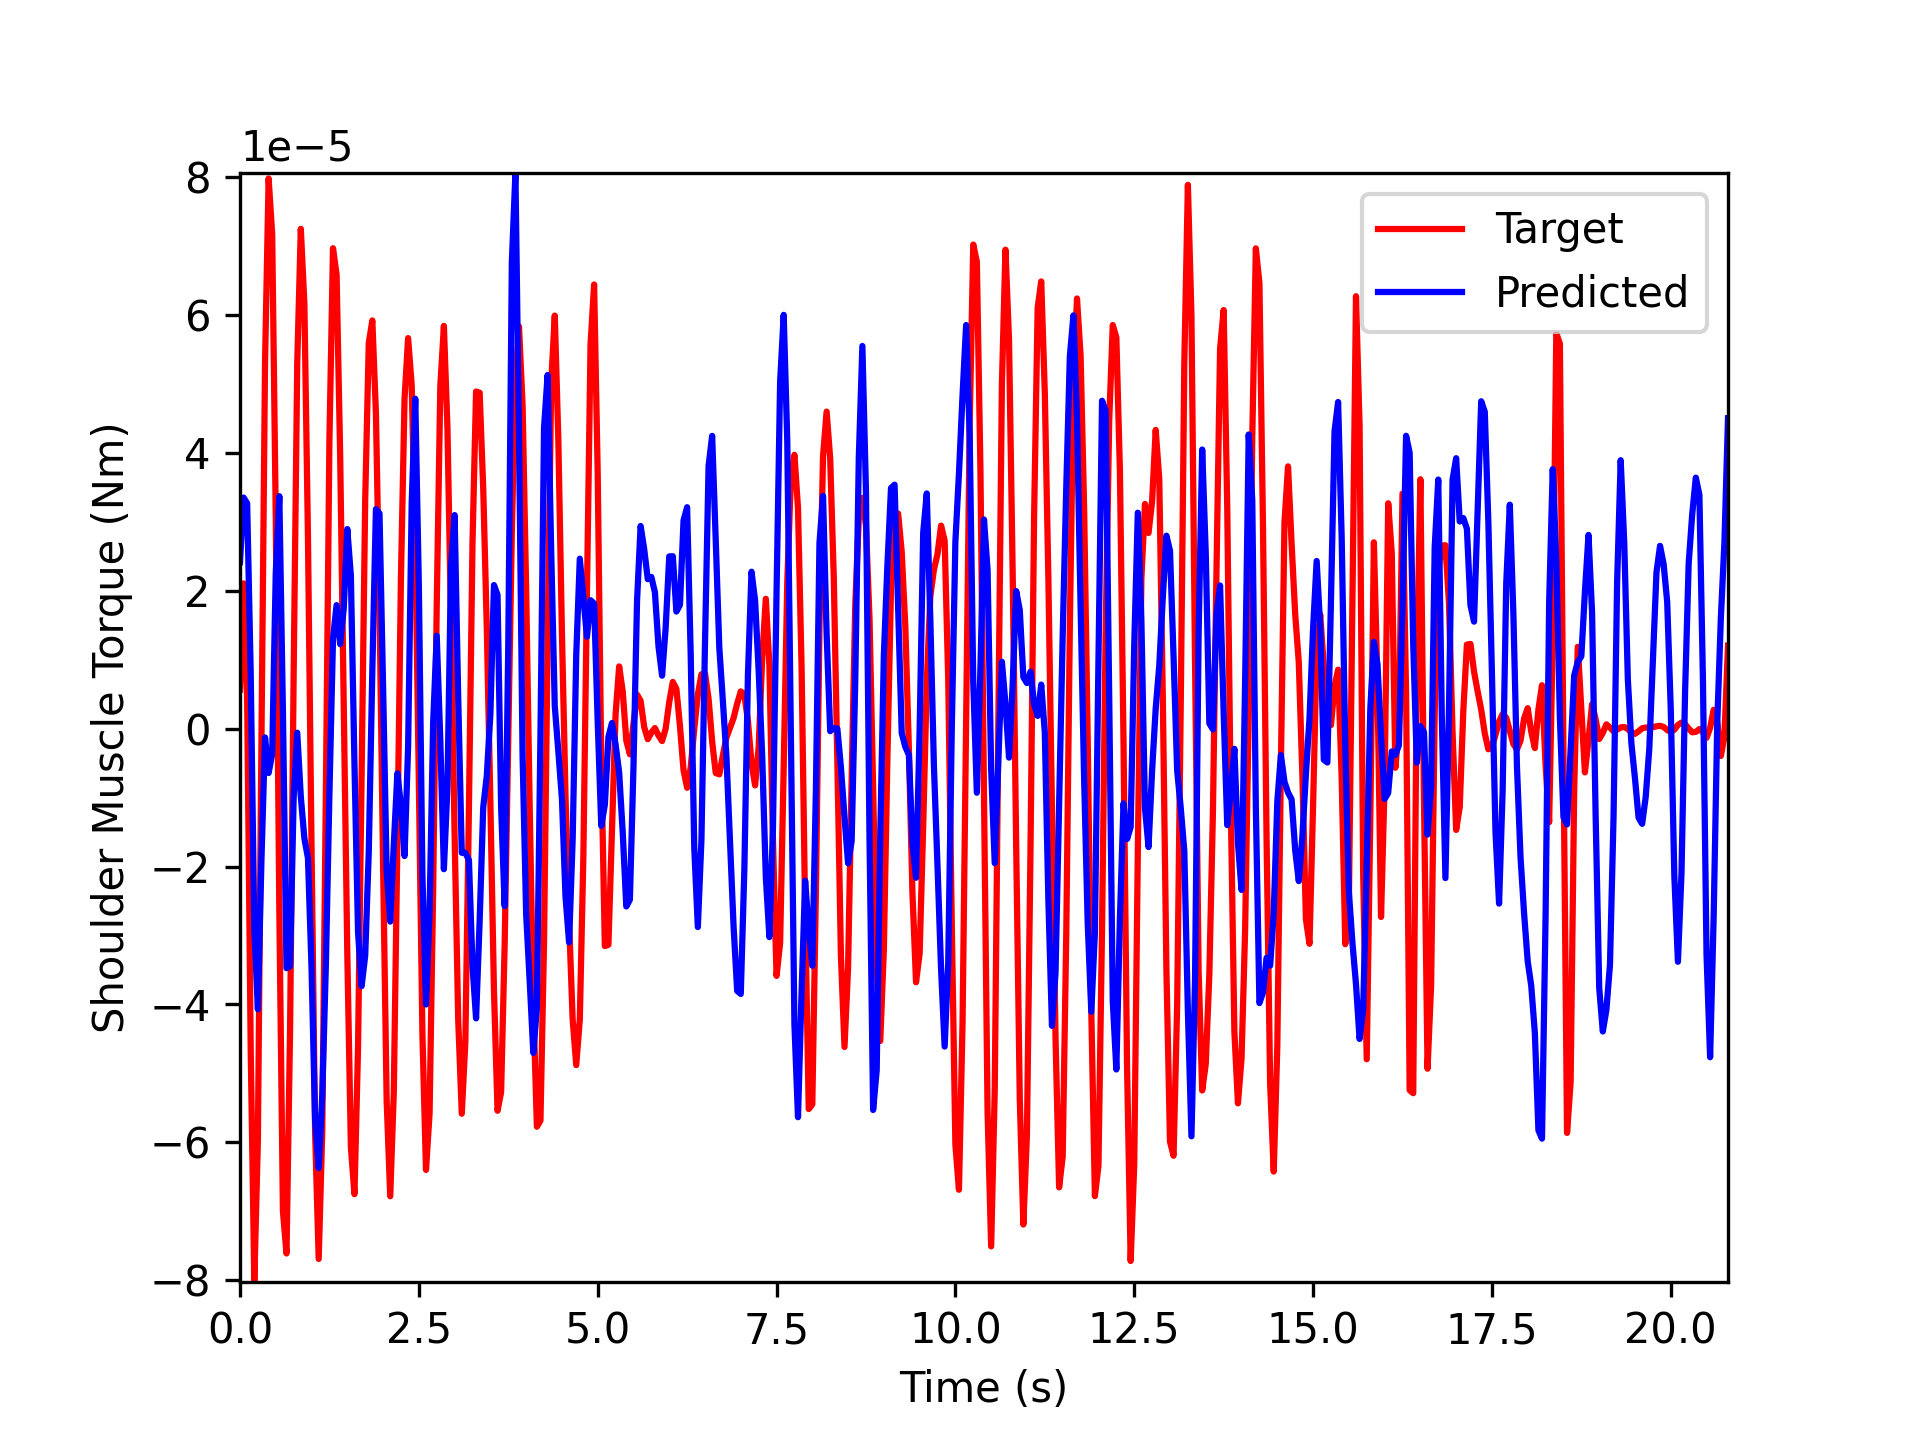 1e−5
8
6
4
2
0
−2
−4
−6
−8
Shoulder Muscle Torque (Nm)
Target
Predicted
0.0 2.5 5.0 7.5 10.0 12.5 15.0 17.5 20.0
Time (s)